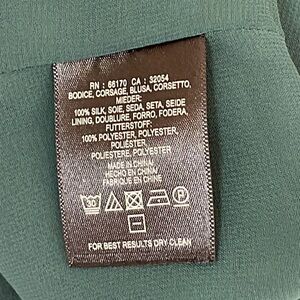 RN : 66170 CA : 32054
BODICE, CORSAGE, BLUSA, CORSETTO,
MIEDER:
100% SILK, SOIE, SEDA, SETA, SEIDE
LINING, DOUBLURE, FORRO, FODERA,
FUTTERSTOFF:
100% POLYESTER, POLYESTER,
POLIÉSTER,
POLIESTERE, POLYESTER
MADE IN CHINA/
HECHO EN CHINA/
FABRIQUE EN CHINE
30 P
FOR BEST RESULTS DRY CLEAN